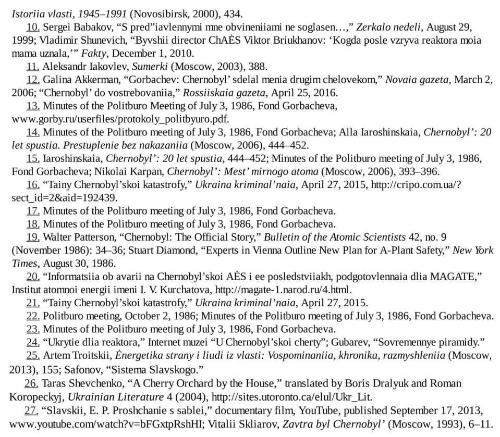 Istoriia vlasti, 1945–1991 (Novosibirsk, 2000), 434.
10. Sergei Babakov, “S pred”iavlennymi mne obvineniiami ne soglasen…,” Zerkalo nedeli, August 29,
1999; Vladimir Shunevich, “Byvshii director ChAĖS Viktor Briukhanov: ‘Kogda posle vzryva reaktora moia
mama uznala,’” Fakty, December 1, 2010.
11. Aleksandr Iakovlev, Sumerki (Moscow, 2003), 388.
12. Galina Akkerman, “Gorbachev: Chernobyl’ sdelal menia drugim chelovekom,” Novaia gazeta, March 2,
2006; “Chernobyl’ do vostrebovaniia,” Rossiiskaia gazeta, April 25, 2016.
13. Minutes of the Politburo Meeting of July 3, 1986, Fond Gorbacheva,
www.gorby.ru/userfiles/protokoly_politbyuro.pdf.
14. Minutes of the Politburo meeting of July 3, 1986, Fond Gorbacheva; Alla Iaroshinskaia, Chernobyl’: 20
let spustia. Prestuplenie bez nakazaniia (Moscow, 2006), 444–452.
15. Iaroshinskaia, Chernobyl’: 20 let spustia, 444–452; Minutes of the Politburo meeting of July 3, 1986,
Fond Gorbacheva; Nikolai Karpan, Chernobyl’: Mest’ mirnogo atoma (Moscow, 2006), 393–396.
16. “Tainy Chernobyl’skoi katastrofy,” Ukraina kriminal’naia, April 27, 2015, http://cripo.com.ua/?
sect_id=2&aid=192439.
17. Minutes of the Politburo meeting of July 3, 1986, Fond Gorbacheva.
18. Minutes of the Politburo meeting of July 3, 1986, Fond Gorbacheva.
19. Walter Patterson, “Chernobyl: The Official Story,” Bulletin of the Atomic Scientists 42, no. 9
(November 1986): 34–36; Stuart Diamond, “Experts in Vienna Outline New Plan for A-Plant Safety,” New York
Times, August 30, 1986.
20. “Informatsiia ob avarii na Chernobyl’skoi AĖS i ee posledstviiakh, podgotovlennaia dlia MAGATE,”
Institut atomnoi energii imeni I. V. Kurchatova, http://magate-1.narod.ru/4.html.
21. “Tainy Chernobyl’skoi katastrofy,” Ukraina kriminal’naia, April 27, 2015.
22. Politburo meeting, October 2, 1986; Minutes of the Politburo meeting of July 3, 1986, Fond Gorbacheva.
23. Minutes of the Politburo meeting of July 3, 1986, Fond Gorbacheva.
24. “Ukrytie dlia reaktora,” Internet muzei “U Chernobyl’skoi cherty”; Gubarev, “Sovremennye piramidy.”
25. Artem Troitskii, Ėnergetika strany i liudi iz vlasti: Vospominaniia, khronika, razmyshleniia (Moscow,
2013), 155; Safonov, “Sistema Slavskogo.”
26. Taras Shevchenko, “A Cherry Orchard by the House,” translated by Boris Dralyuk and Roman
Koropeckyj, Ukrainian Literature 4 (2004), http://sites.utoronto.ca/elul/Ukr_Lit.
27. “Slavskii, E. P. Proshchanie s sablei,” documentary film, YouTube, published September 17, 2013,
www.youtube.com/watch?v=bFGxtpRshHI; Vitalii Skliarov, Zavtra byl Chernobyl’ (Moscow, 1993), 6–11.